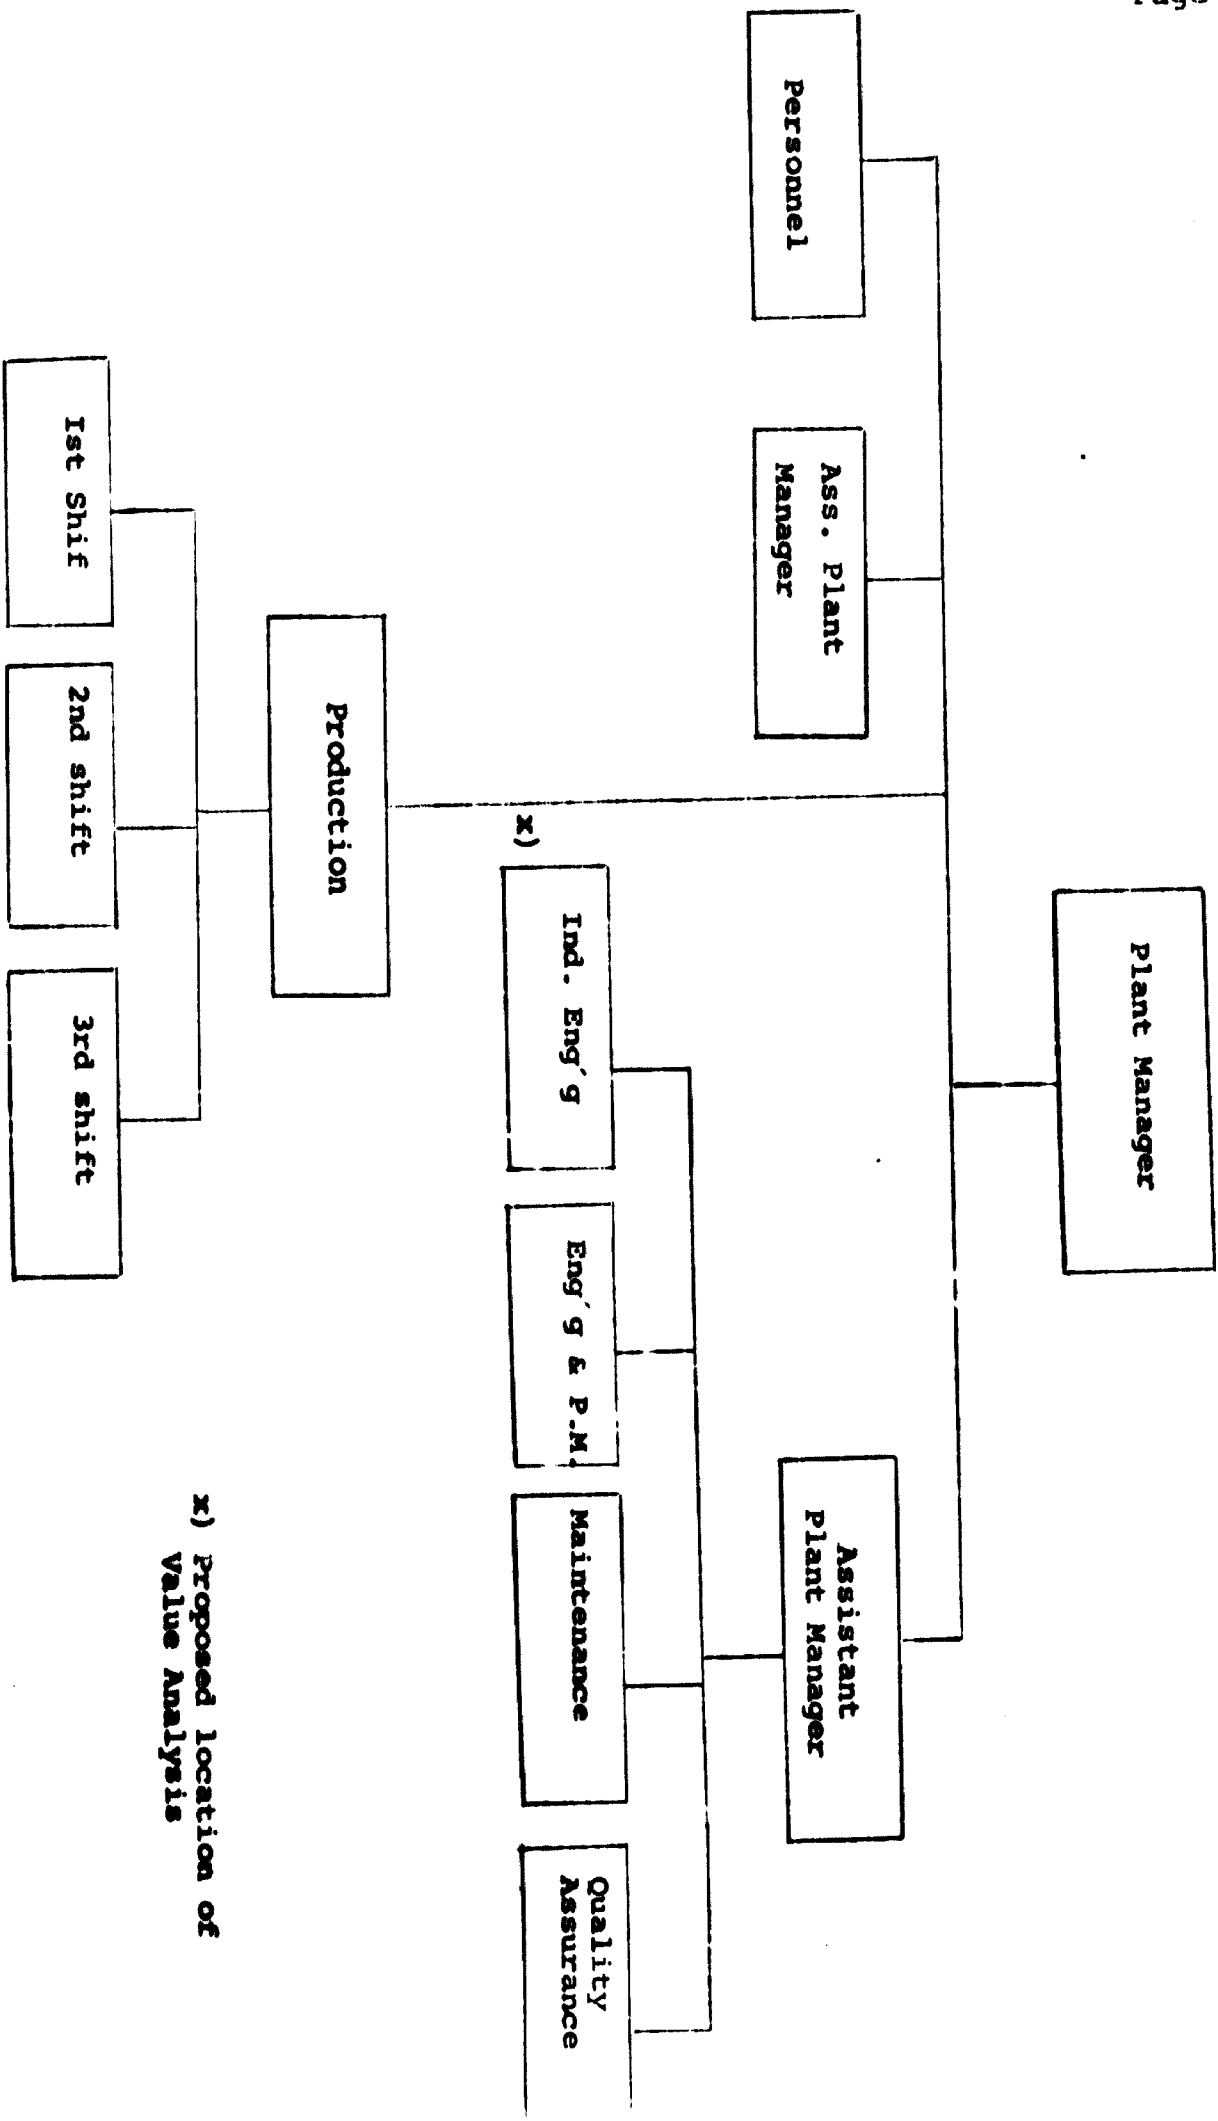 Page
Plant Manager
Personnel
Ass. Plant
Manager
Assistant
Plant Manager
x)
Ind. Eng'g
Eng'g & P.M.
Maintenance
Quality
Assurance
Production
Ist Shif
2nd shift
3rd shift
x) Proposed location of
Value Analysis